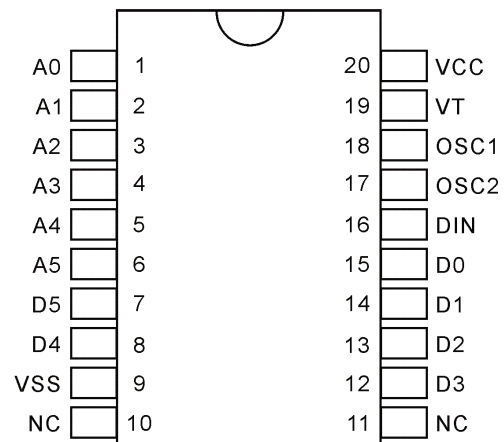 A0 1 20 VCC
A1 2 19 VT
A2 3 18 OSC1
A3 4 17 OSC2
A4 5 16 DIN
A5 6 15 D0
D5 7 14 D1
D4 8 13 D2
VSS 9 12 D3
NC 10 11 NC